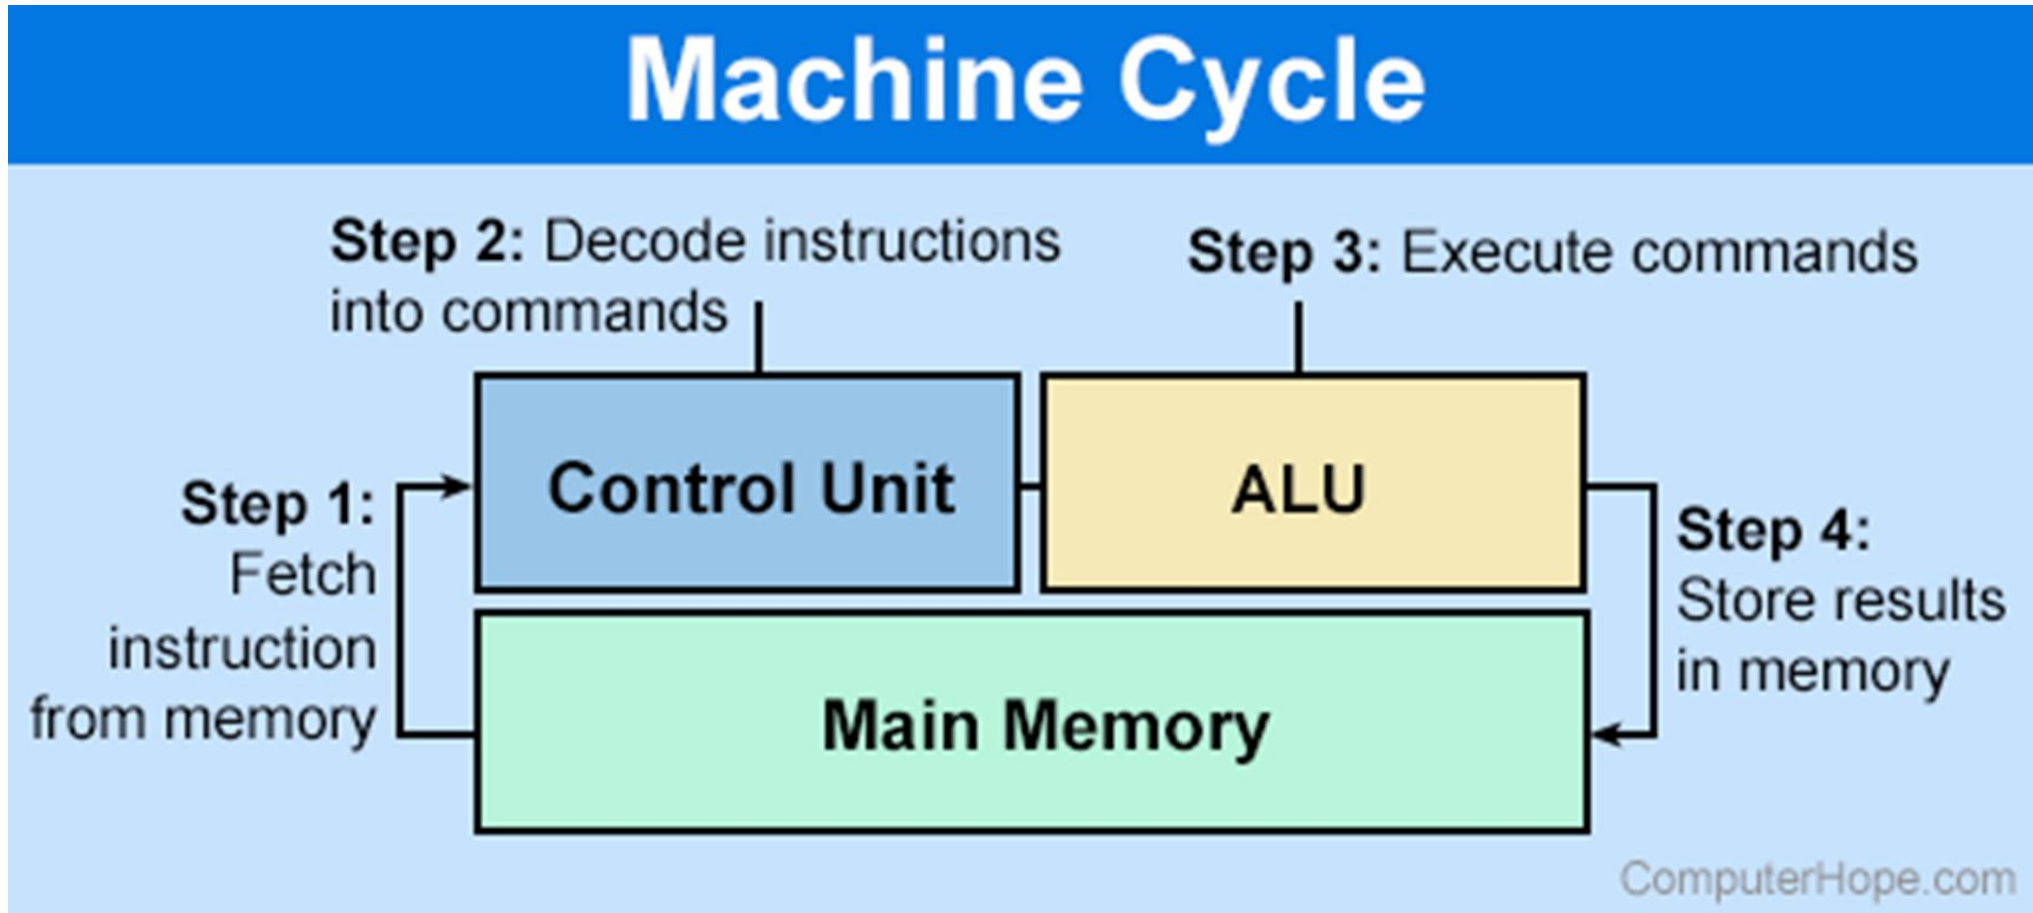 Machine Cycle
Step 2: Decode instructions
into commands
Step 3: Execute commands
Control Unit
ALU
Step 1:
Fetch
instruction
from memory
Step 4:
Store results
in memory
Main Memory
ComputerHope.com